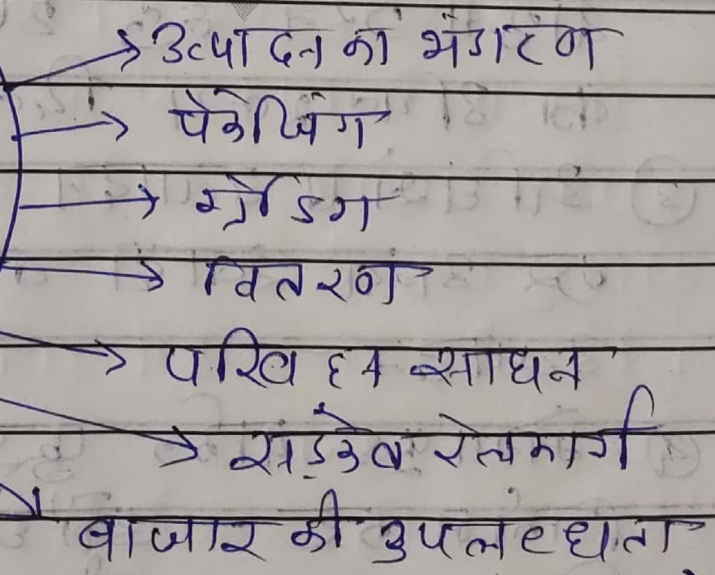 उत्पादन का भंडारण
पैकेजिंग
ग्रेडिंग
वितरण
परिवहन साधन
सड़क व रेलमार्ग
बाजार की उपलब्धता